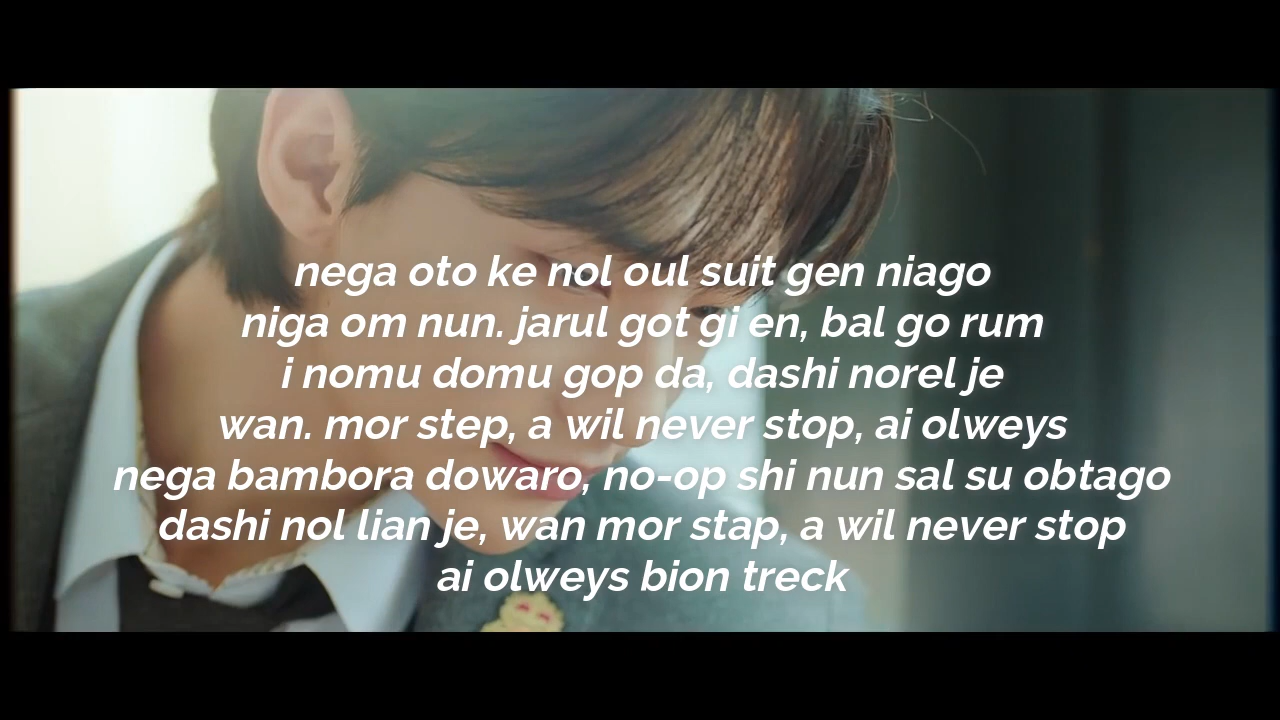 nega oto ke nol oul suit gen niago
niga om nun. jarul got gi en, bal go rum
i nomu domu gop da, dashi norel je
wan. mor step, a wil never stop, ai olweys
nega bambora dowaro, no-op shi nun sal su obtago
dashi nol lian je, wan mor stap, a wil never stop
ai olweys bion treck